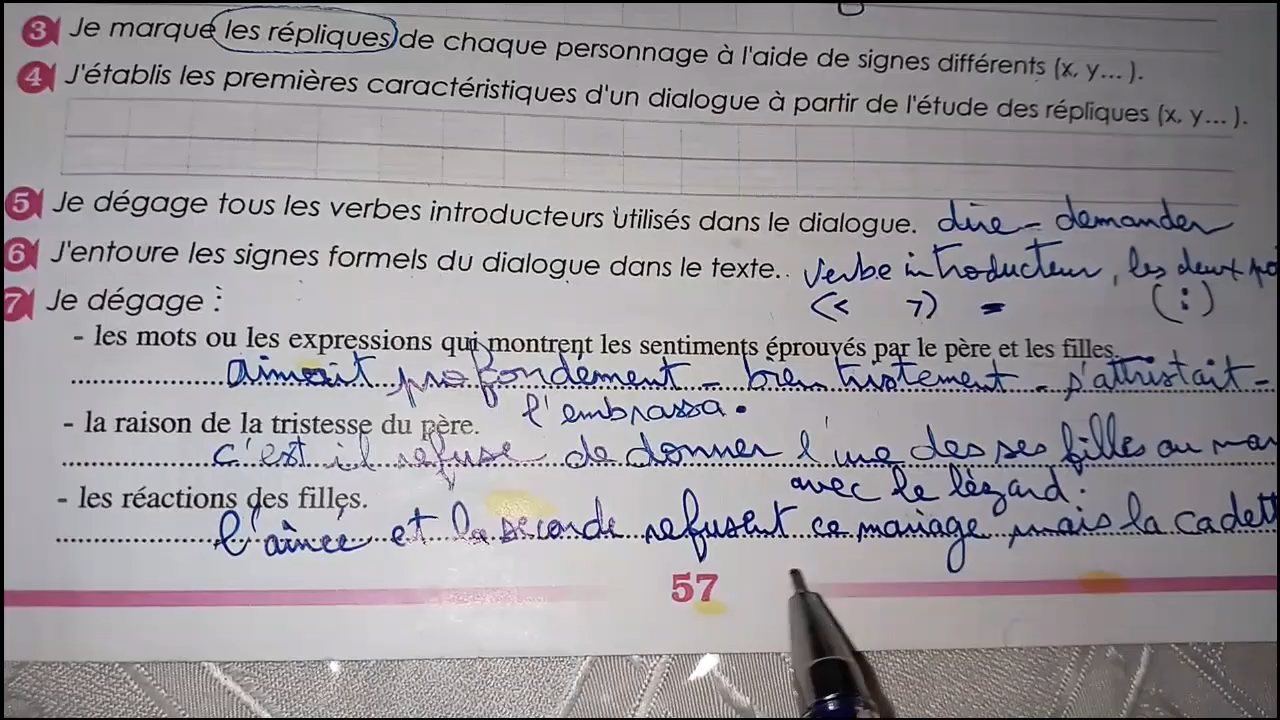 3 Je marque les répliques de chaque personnage à l'aide de signes différents (x, y... ).
4 J'établis les premières caractéristiques d'un dialogue à partir de l'étude des répliques (x, y... ).
5 Je dégage tous les verbes introducteurs utilisés dans le dialogue. dire - demander
6 J'entoure les signes formels du dialogue dans le texte.. verbe introducteur, les deux
<< >> - (:)
7 Je dégage :
- les mots ou les expressions qui montrent les sentiments éprouvés par le père et les filles.
aimait profondément - bien tristement - s'attristait -
l'embrassa.
- la raison de la tristesse du père.
c'est il refuse de donner l'une des ses fille au
avec le lézard.
- les réactions des filles.
l'aînée et la seconde refusent ce mariage mais la
57